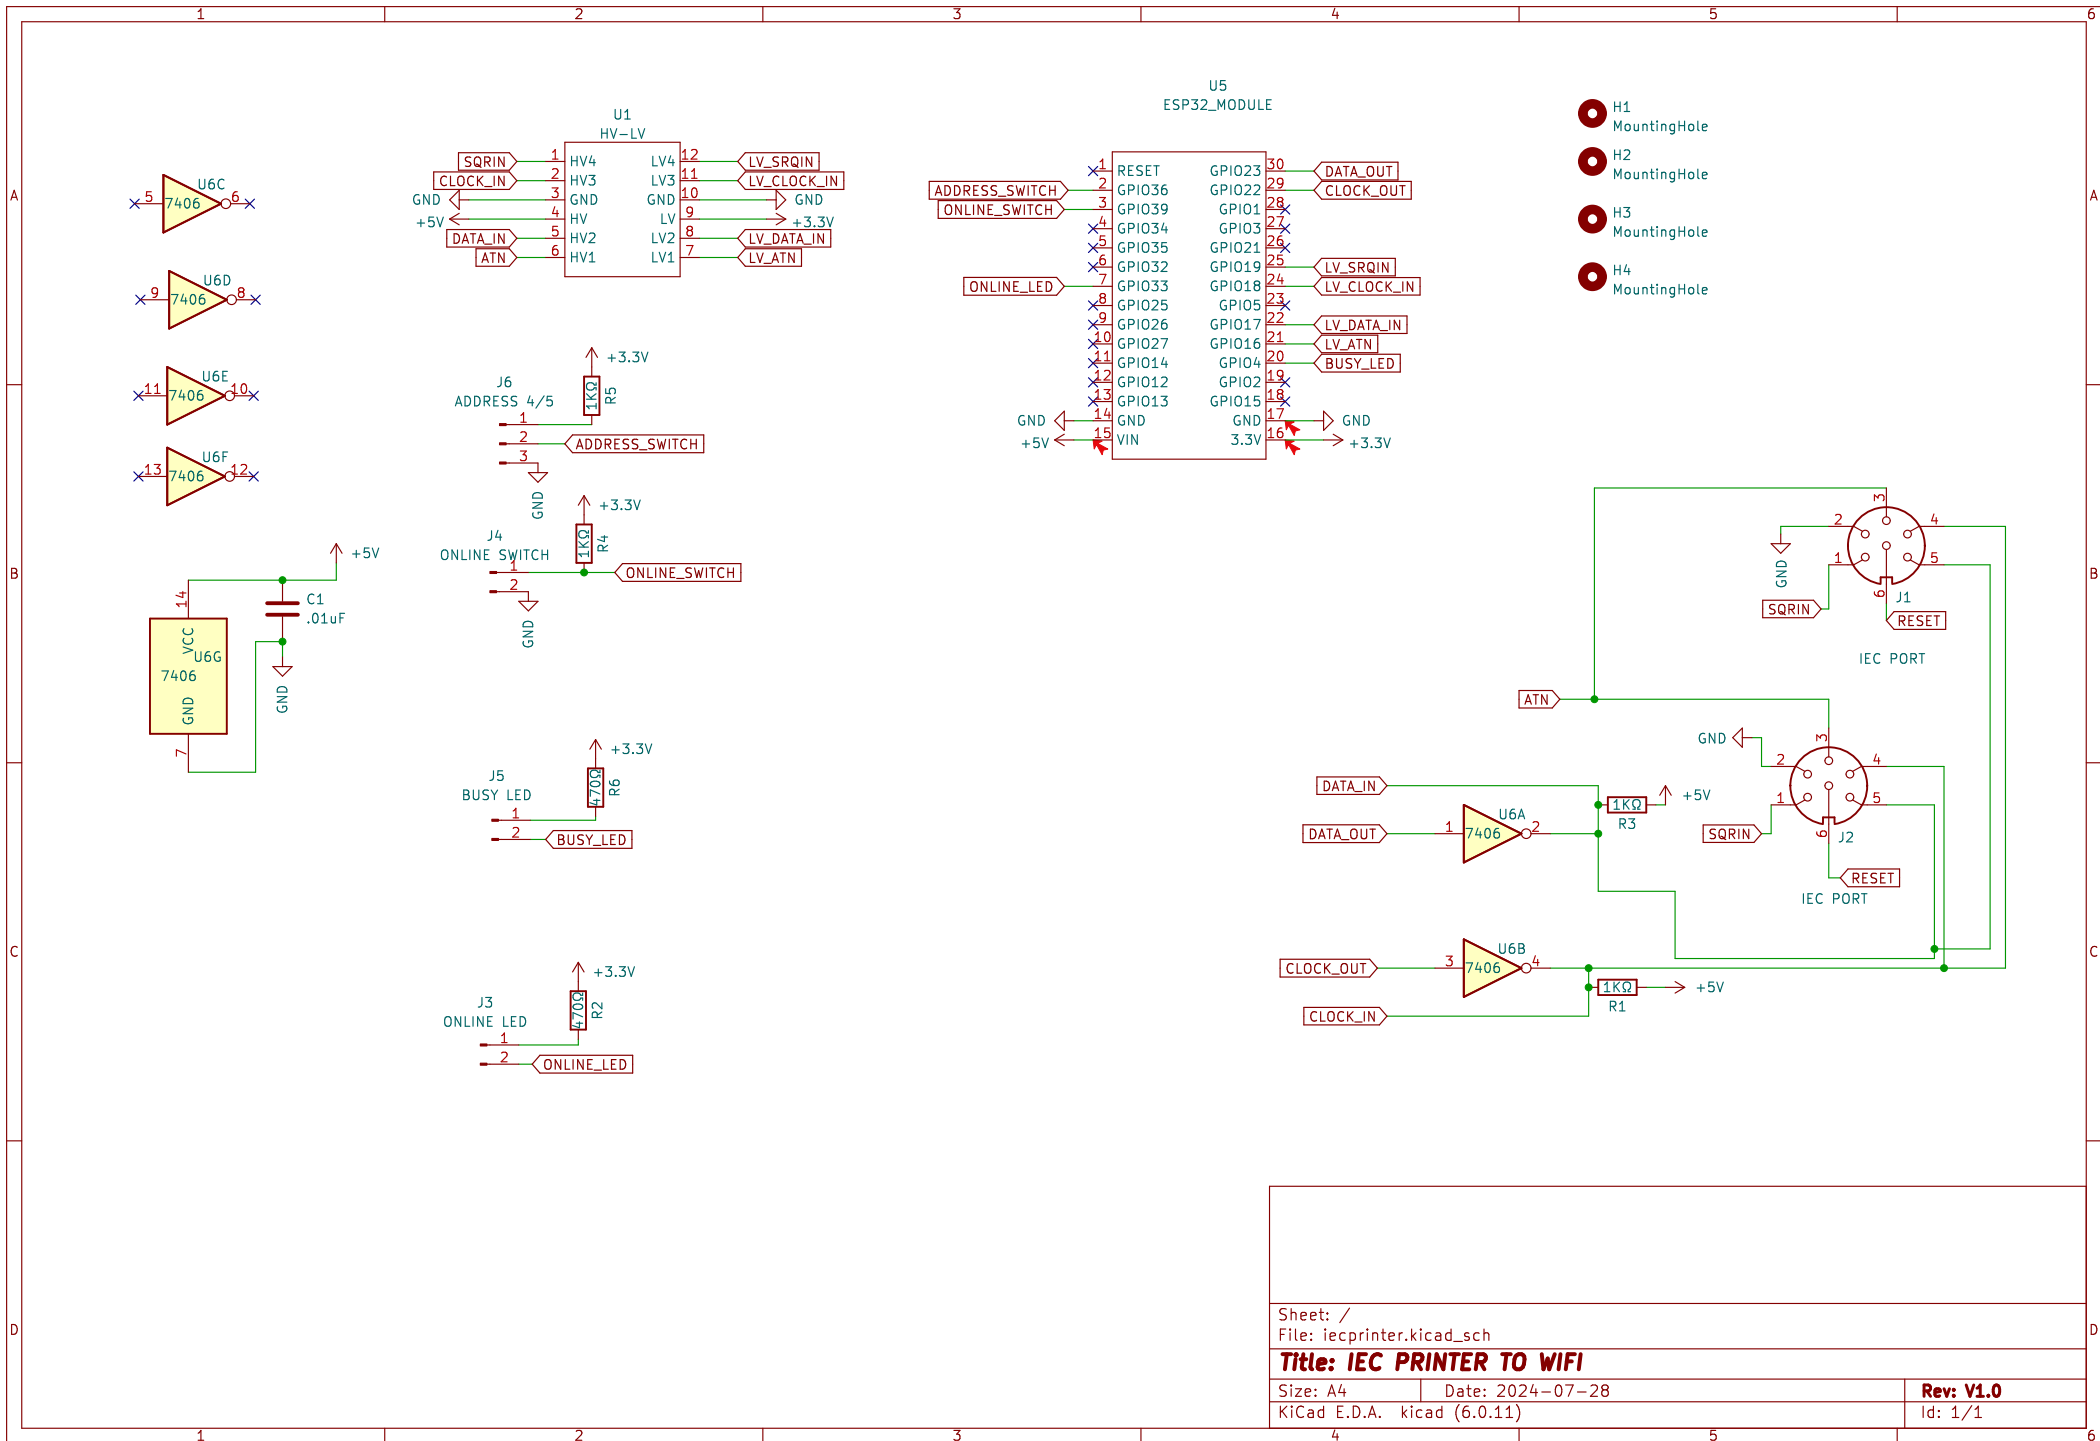 1 2 3 4 5 6
A
A
B
B
C
C
D
D
U6C
5 7406 6
U6D
9 7406 8
U6E
11 7406 10
U6F
13 7406 12
+5V
14
C1
.01uF
VCC
U6G
7406
GND
7
GND
U1
HV-LV
SQRIN 1 HV4 LV4 12 LV_SRQIN
CLOCK_IN 2 HV3 LV3 11 LV_CLOCK_IN
GND 3 GND GND 10 GND
+5V 4 HV LV 9 +3.3V
DATA_IN 5 HV2 LV2 8 LV_DATA_IN
ATN 6 HV1 LV1 7 LV_ATN
+3.3V
1KΩ
R5
J6
ADDRESS 4/5
1
2 ADDRESS_SWITCH
3
GND
+3.3V
1KΩ
R4
J4
ONLINE SWITCH
1 ONLINE_SWITCH
2
GND
+3.3V
470Ω
R6
J5
BUSY LED
1
2 BUSY_LED
+3.3V
470Ω
R2
J3
ONLINE LED
1
2 ONLINE_LED
U5
ESP32_MODULE
1 RESET GPIO23 30 DATA_OUT
ADDRESS_SWITCH 2 GPIO36 GPIO22 29 CLOCK_OUT
ONLINE_SWITCH 3 GPIO39 GPIO1 28
4 GPIO34 GPIO3 27
5 GPIO35 GPIO21 26
6 GPIO32 GPIO19 25 LV_SRQIN
ONLINE_LED 7 GPIO33 GPIO18 24 LV_CLOCK_IN
8 GPIO25 GPIO5 23
9 GPIO26 GPIO17 22 LV_DATA_IN
10 GPIO27 GPIO16 21 LV_ATN
11 GPIO14 GPIO4 20 BUSY_LED
12 GPIO12 GPIO2 19
13 GPIO13 GPIO15 18
GND 14 GND GND 17 GND
+5V 15 VIN 3.3V 16 +3.3V
H1
MountingHole
H2
MountingHole
H3
MountingHole
H4
MountingHole
3
2 4
1 5
GND
6
J1
SQRIN
RESET
IEC PORT
ATN
GND
3
2 4
1 5
6
J2
SQRIN
RESET
IEC PORT
DATA_IN
+5V
1KΩ
R3
U6A
DATA_OUT 1 7406 2
U6B
CLOCK_OUT 3 7406 4
1KΩ +5V
R1
CLOCK_IN
Sheet: /
File: iecprinter.kicad_sch
Title: IEC PRINTER TO WIFI
Size: A4 Date: 2024-07-28 Rev: V1.0
KiCad E.D.A. kicad (6.0.11) Id: 1/1
1 2 3 4 5 6